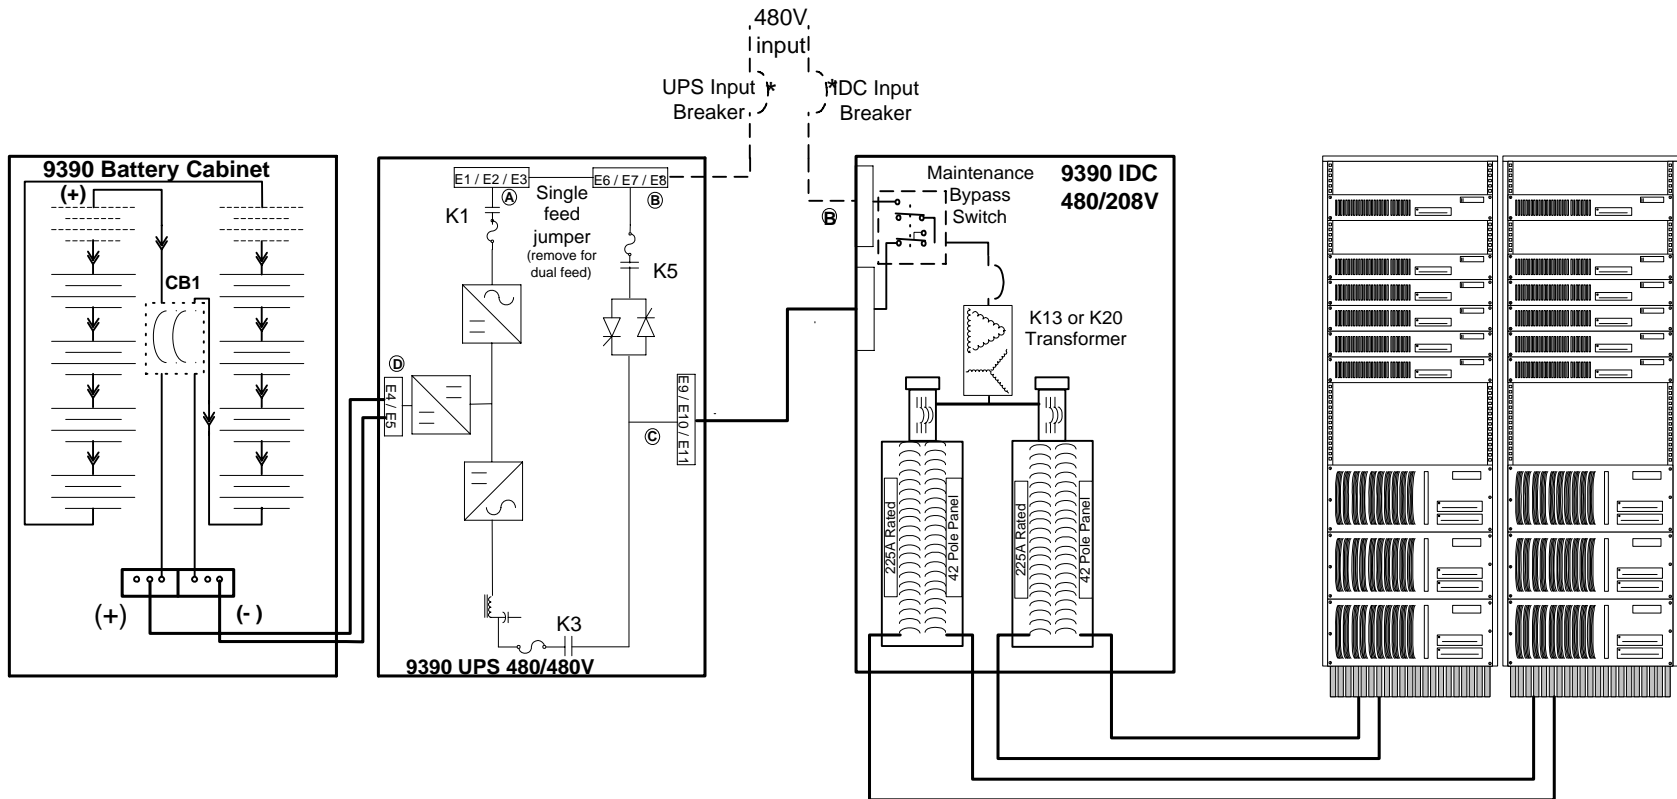 480V
input
UPS Input
Breaker
*
*
IDC Input
Breaker
9390 Battery Cabinet
(+)
CB1
(+)
(-)
E1 / E2 / E3
A
E6 / E7 / E8
B
K1
Single
feed
jumper
(remove for
dual feed)
K5
D
E4 / E5
C
E9 / E10 / E11
K3
9390 UPS 480/480V
B
Maintenance
Bypass
Switch
9390 IDC
480/208V
K13 or K20
Transformer
225A Rated
42 Pole Panel
225A Rated
42 Pole Panel